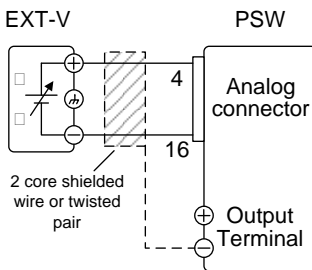 EXT-V
PSW
4
Analog
connector
16
2 core shielded
wire or twisted
pair
Output
Terminal